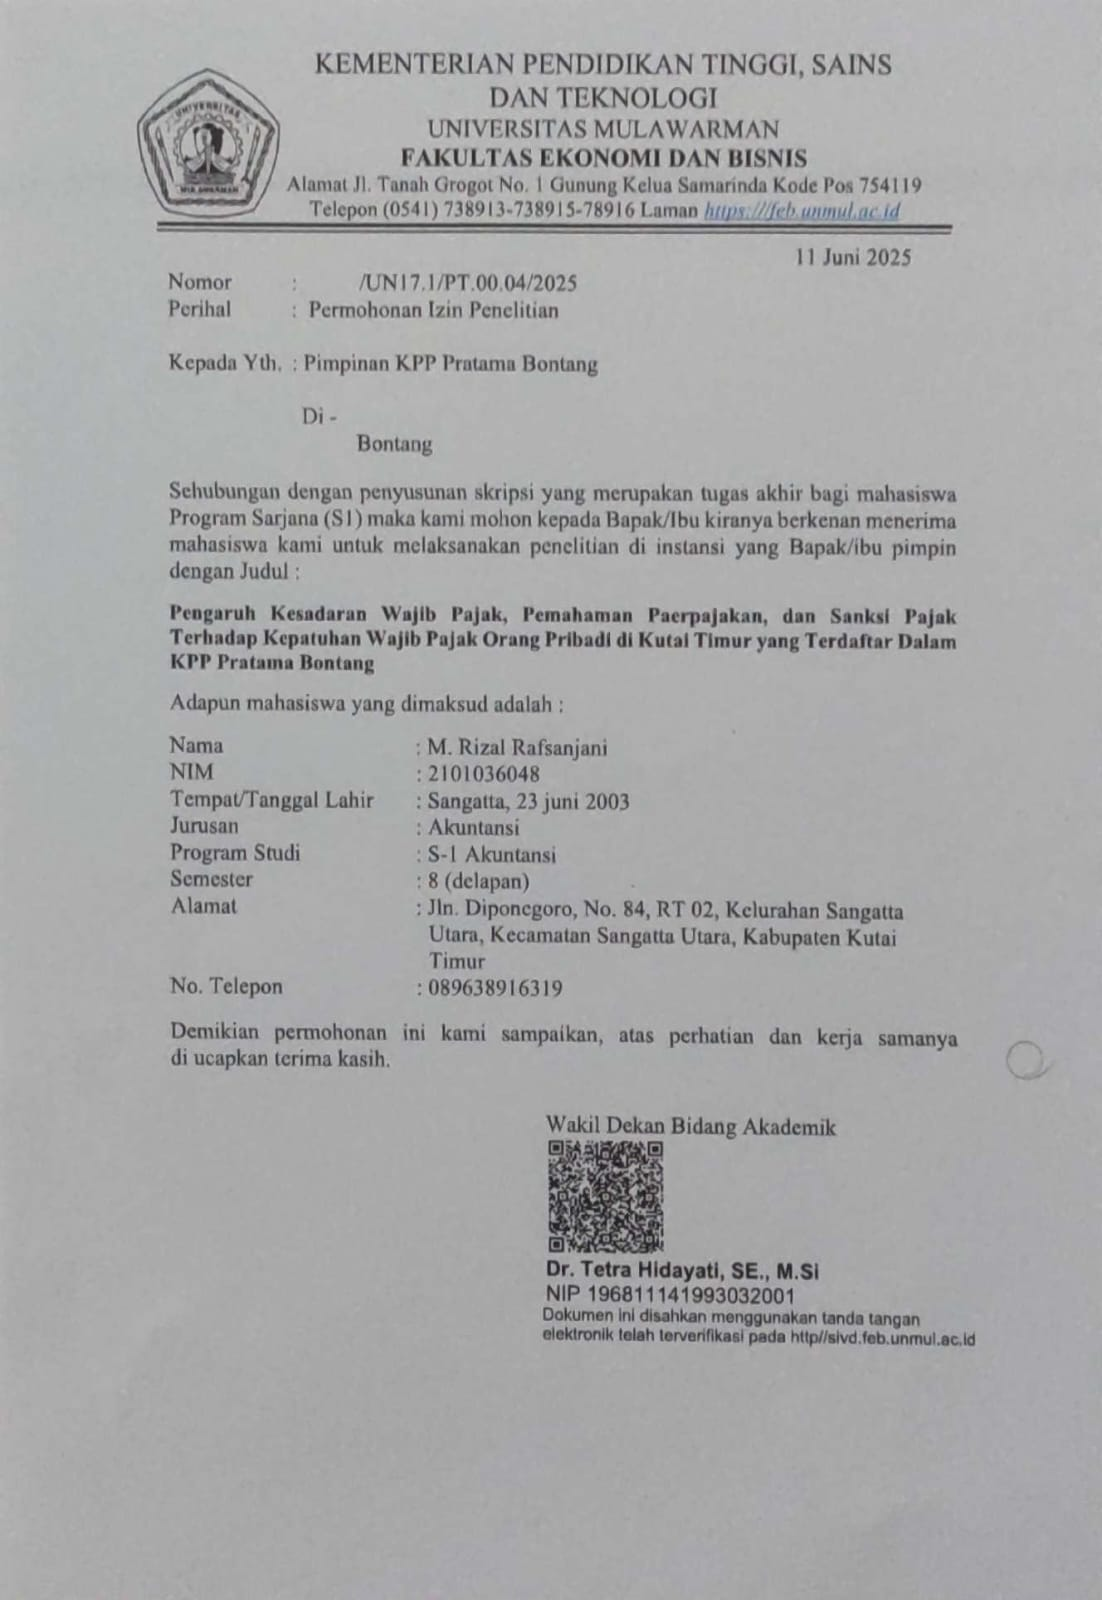 KEMENTERIAN PENDIDIKAN TINGGI, SAINS
DAN TEKNOLOGI
UNIVERSITAS MULAWARMAN
FAKULTAS EKONOMI DAN BISNIS
Alamat Jl. Tanah Grogot No. 1 Gunung Kelua Samarinda Kode Pos 754119
Telepon (0541) 738913-738915-78916 Laman https:///feb.unmul.ac.id
UNIVERSITAS
MULAWARMAN
11 Juni 2025
Nomor : /UN17.1/PT.00.04/2025
Perihal : Permohonan Izin Penelitian
Kepada Yth. : Pimpinan KPP Pratama Bontang
Di -
Bontang
Sehubungan dengan penyusunan skripsi yang merupakan tugas akhir bagi mahasiswa
Program Sarjana (S1) maka kami mohon kepada Bapak/Ibu kiranya berkenan menerima
mahasiswa kami untuk melaksanakan penelitian di instansi yang Bapak/ibu pimpin
dengan Judul :
Pengaruh Kesadaran Wajib Pajak, Pemahaman Paerpajakan, dan Sanksi Pajak
Terhadap Kepatuhan Wajib Pajak Orang Pribadi di Kutai Timur yang Terdaftar Dalam
KPP Pratama Bontang
Adapun mahasiswa yang dimaksud adalah :
Nama : M. Rizal Rafsanjani
NIM : 2101036048
Tempat/Tanggal Lahir : Sangatta, 23 juni 2003
Jurusan : Akuntansi
Program Studi : S-1 Akuntansi
Semester : 8 (delapan)
Alamat : Jln. Diponegoro, No. 84, RT 02, Kelurahan Sangatta
Utara, Kecamatan Sangatta Utara, Kabupaten Kutai
Timur
No. Telepon : 089638916319
Demikian permohonan ini kami sampaikan, atas perhatian dan kerja samanya
di ucapkan terima kasih.
Wakil Dekan Bidang Akademik
Dr. Tetra Hidayati, SE., M.Si
NIP 196811141993032001
Dokumen ini disahkan menggunakan tanda tangan
elektronik telah terverifikasi pada http//sivd.feb.unmul.ac.id